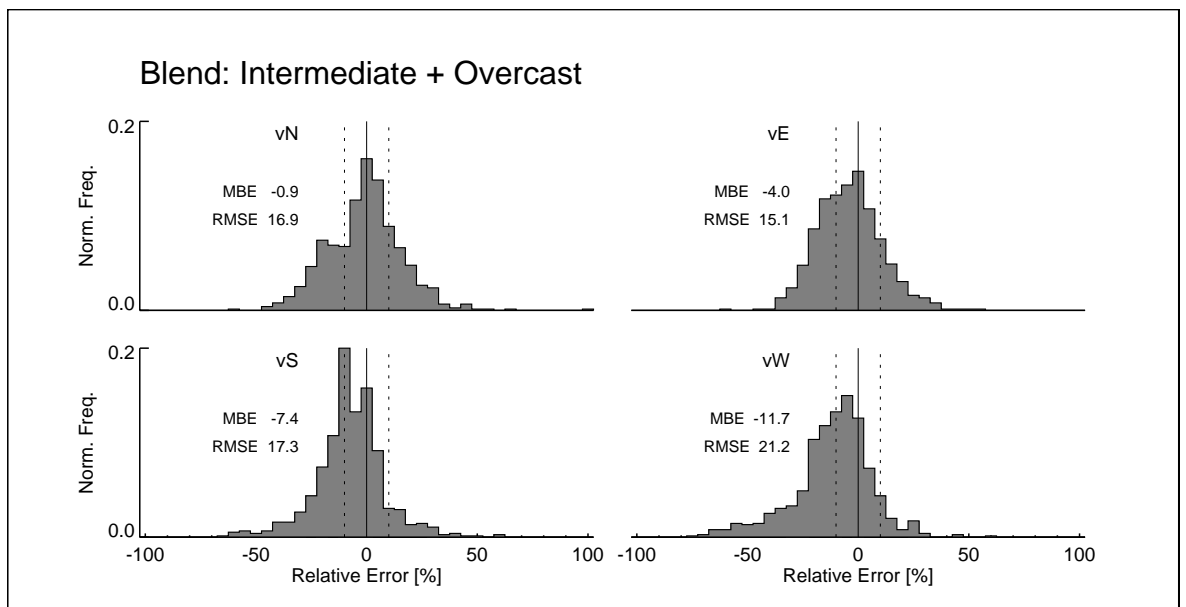 Blend: Intermediate + Overcast
0.2
vN
MBE -0.9
RMSE 16.9
Norm. Freq.
0.0
vE
MBE -4.0
RMSE 15.1
0.2
vS
MBE -7.4
RMSE 17.3
Norm. Freq.
0.0
-100 -50 0 50 100
Relative Error [%]
vW
MBE -11.7
RMSE 21.2
-100 -50 0 50 100
Relative Error [%]